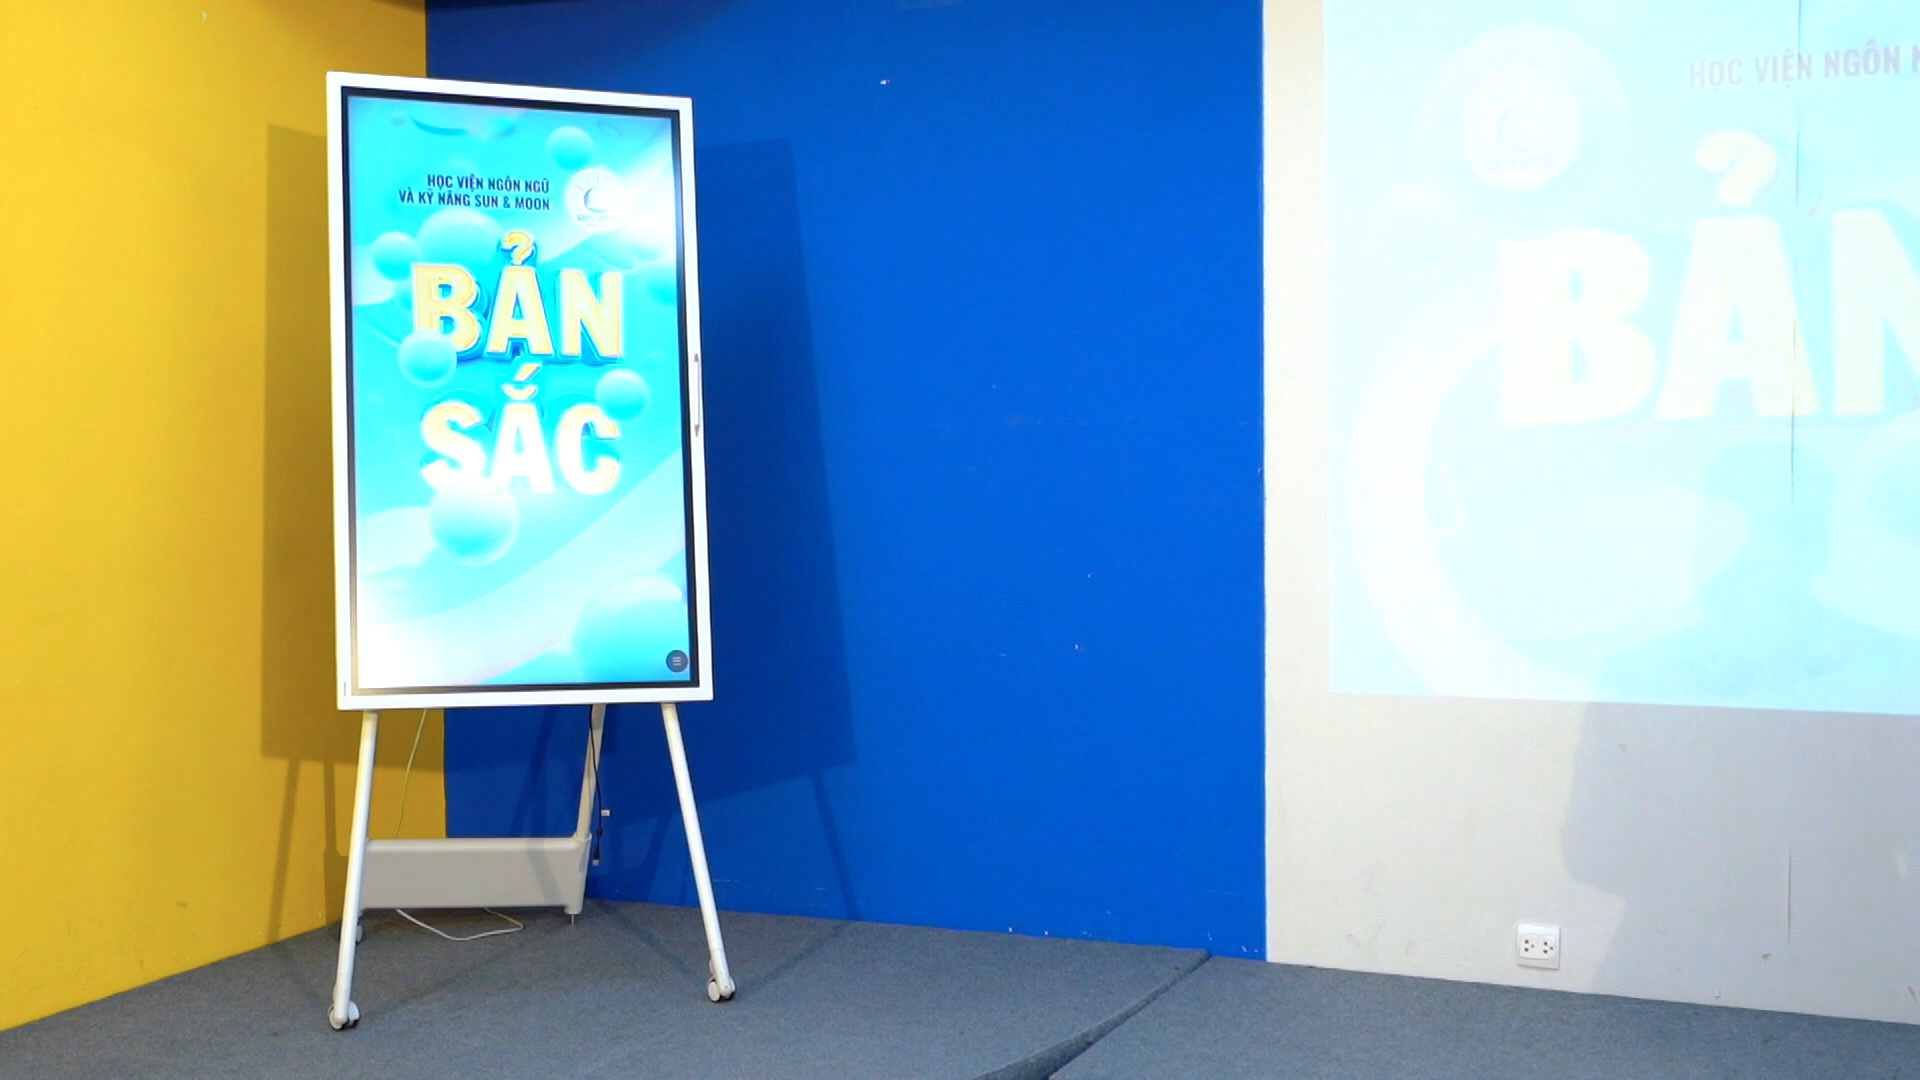 HỌC VIỆN NGÔN NGỮ
VÀ KỸ NĂNG SUN & MOON
BẢN
SẮC
HỌC VIỆN NGÔN
BẢN